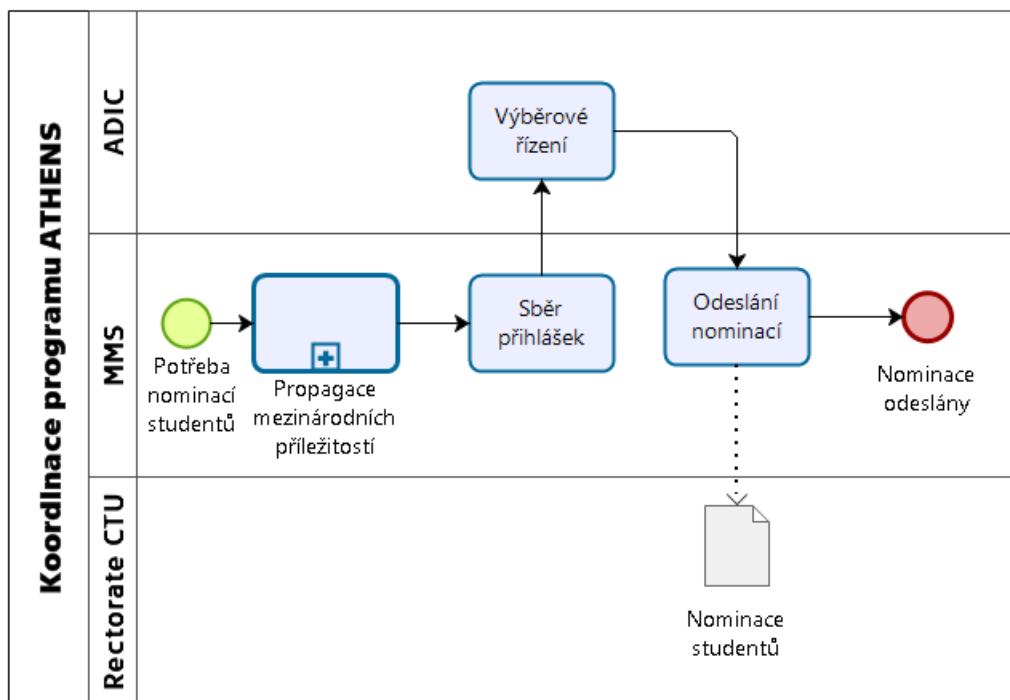 Koordinace programu ATHENS
ADIC
Výběrové
řízení
MMS
Potřeba
nominací
studentů
Propagace
mezinárodních
příležitostí
Sběr
přihlášek
Odeslání
nominací
Nominace
odeslány
Rectorate CTU
Nominace
studentů